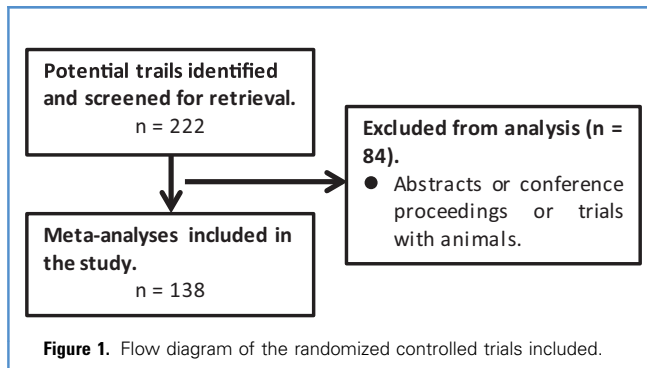 Potential trails identified
and screened for retrieval.
n = 222
Excluded from analysis (n =
84).
● Abstracts or conference
proceedings or trials
with animals.
Meta-analyses included in
the study.
n = 138
Figure 1. Flow diagram of the randomized controlled trials included.